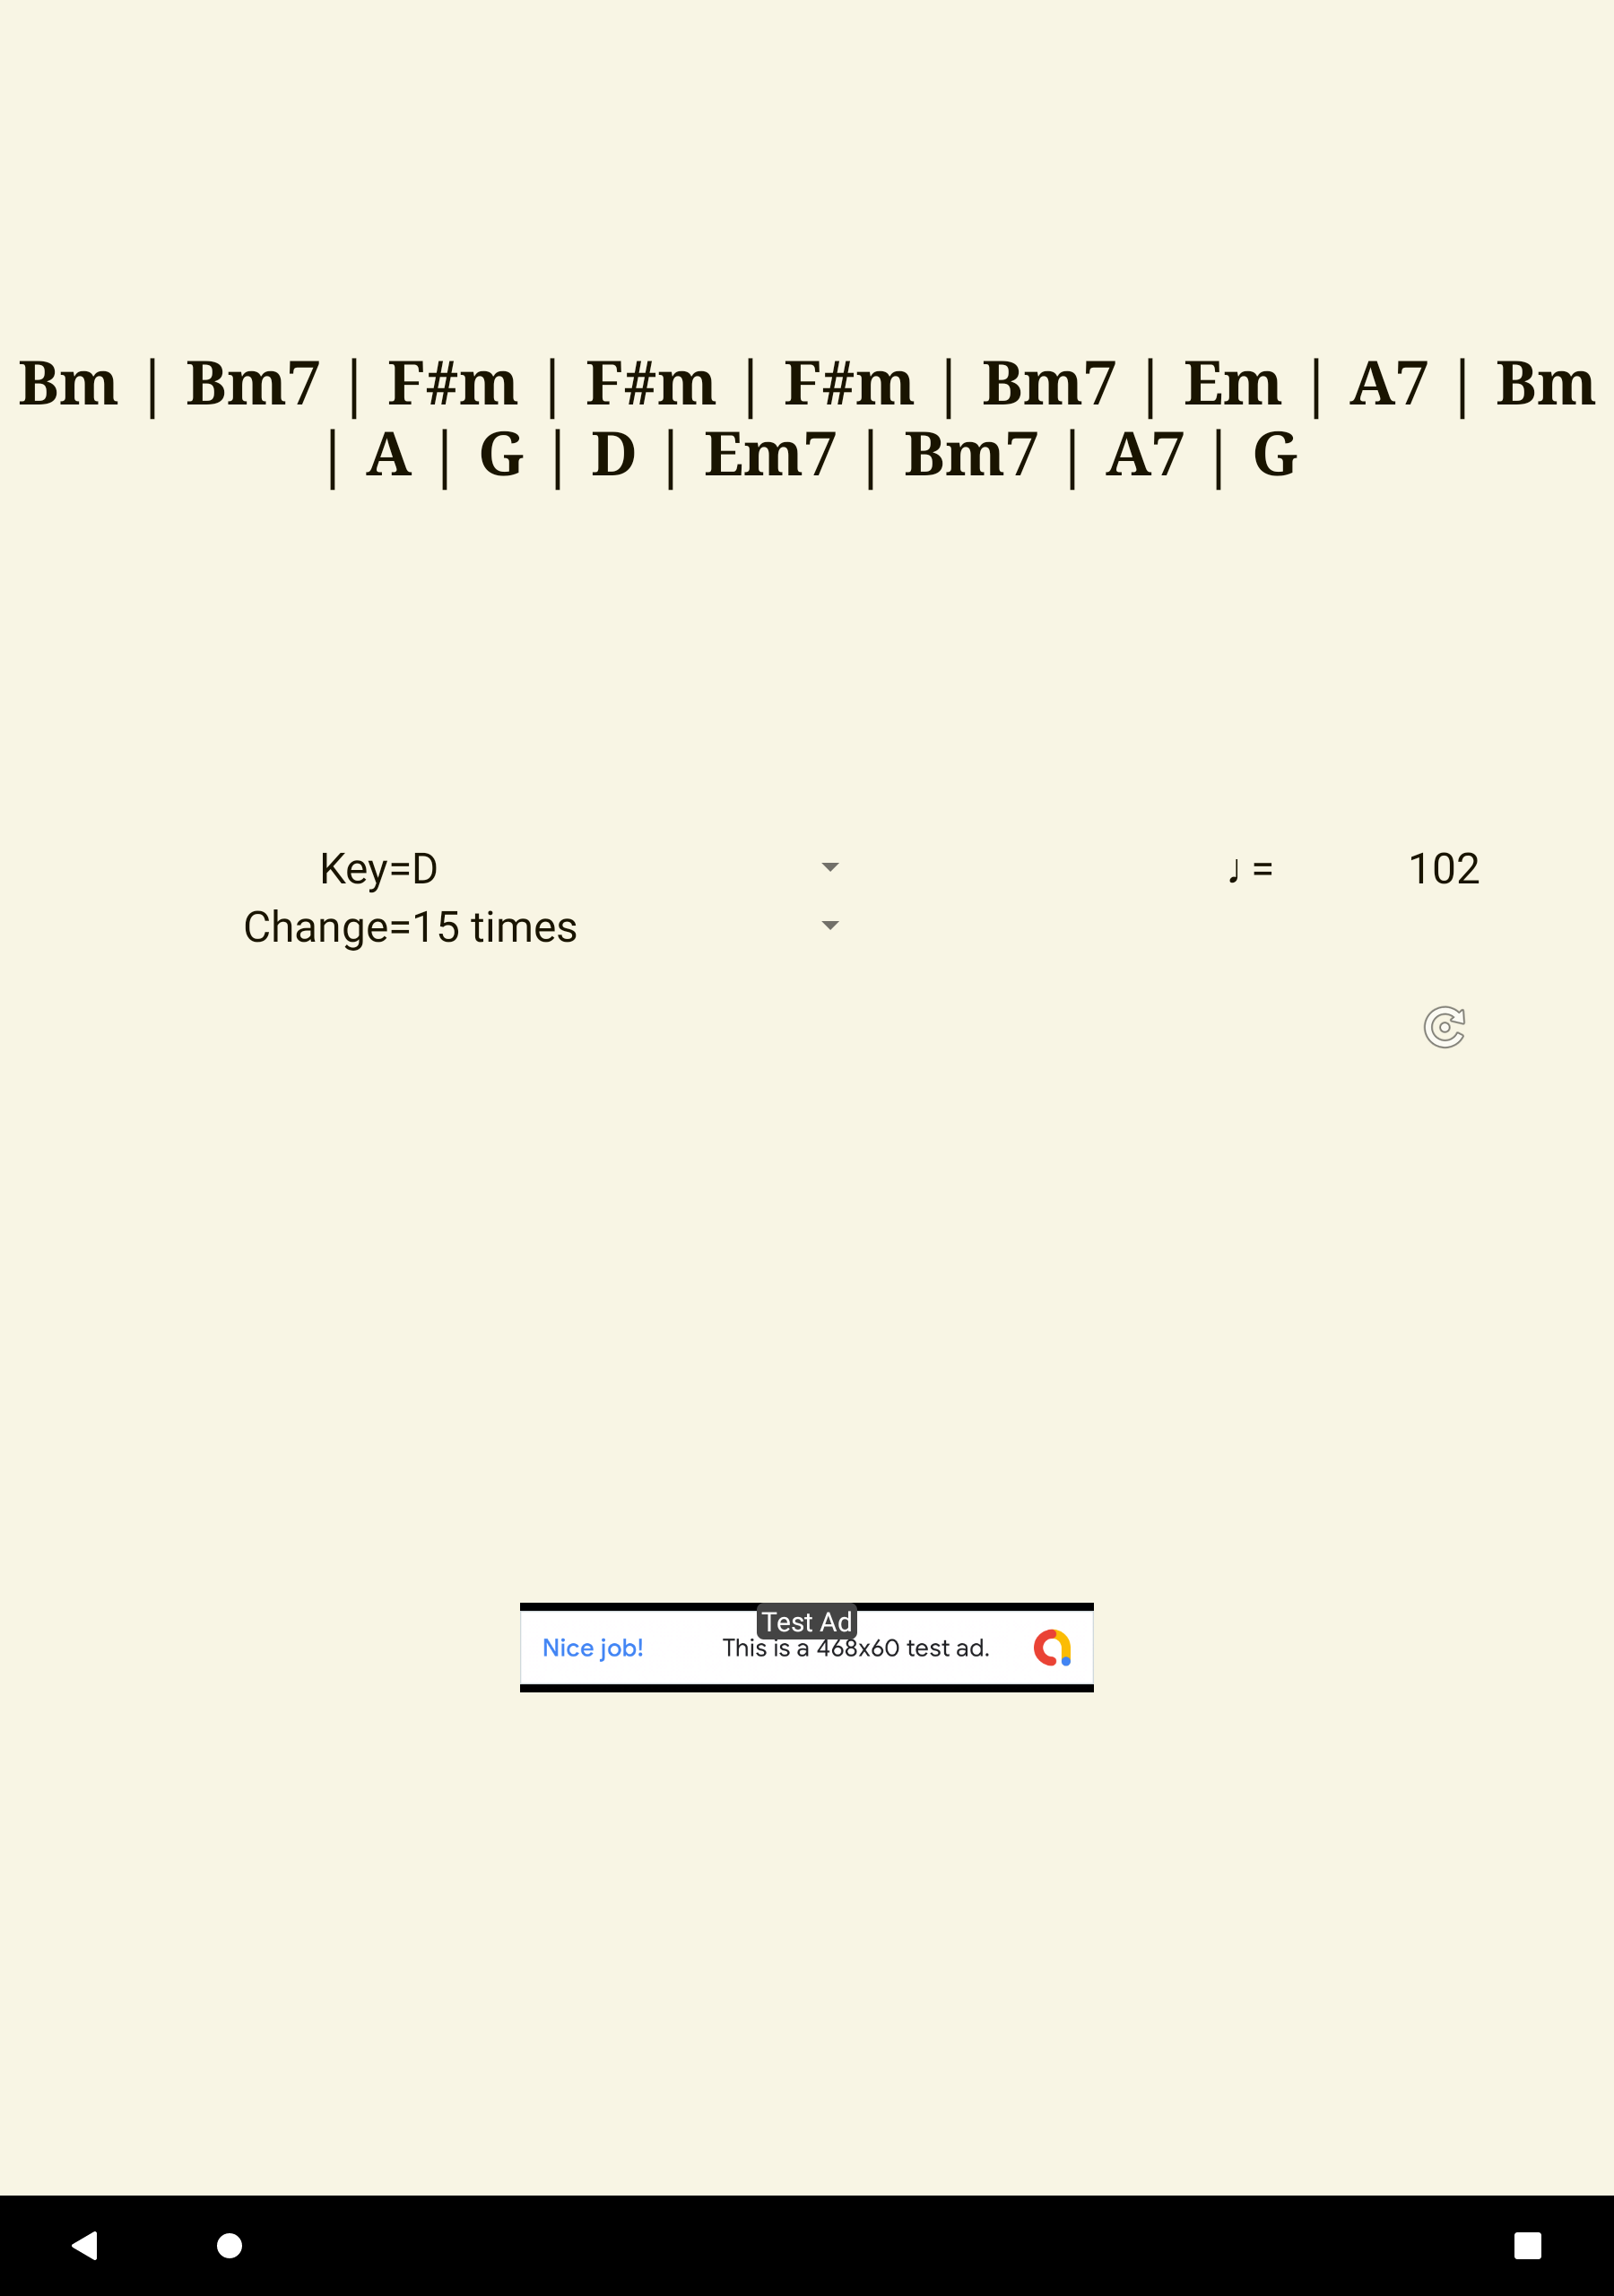 Bm | Bm7 | F#m | F#m | F#m | Bm7 | Em | A7 | Bm
| A | G | D | Em7 | Bm7 | A7 | G
Key=D
♩=
102
Change=15 times
Test Ad
Nice job!
This is a 468x60 test ad.